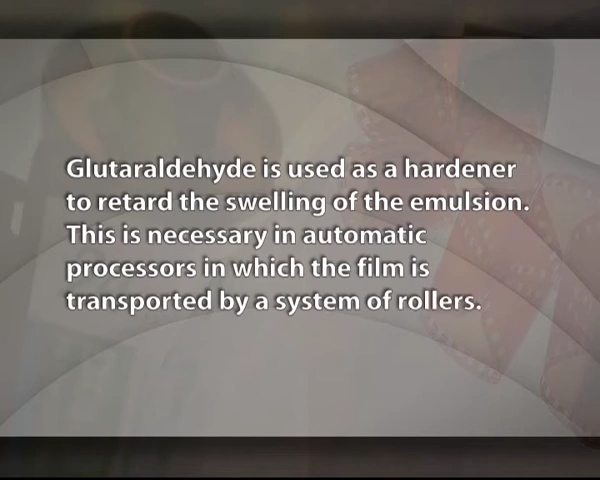 Glutaraldehyde is used as a hardener
to retard the swelling of the emulsion.
This is necessary in automatic
processors in which the film is
transported by a system of rollers.